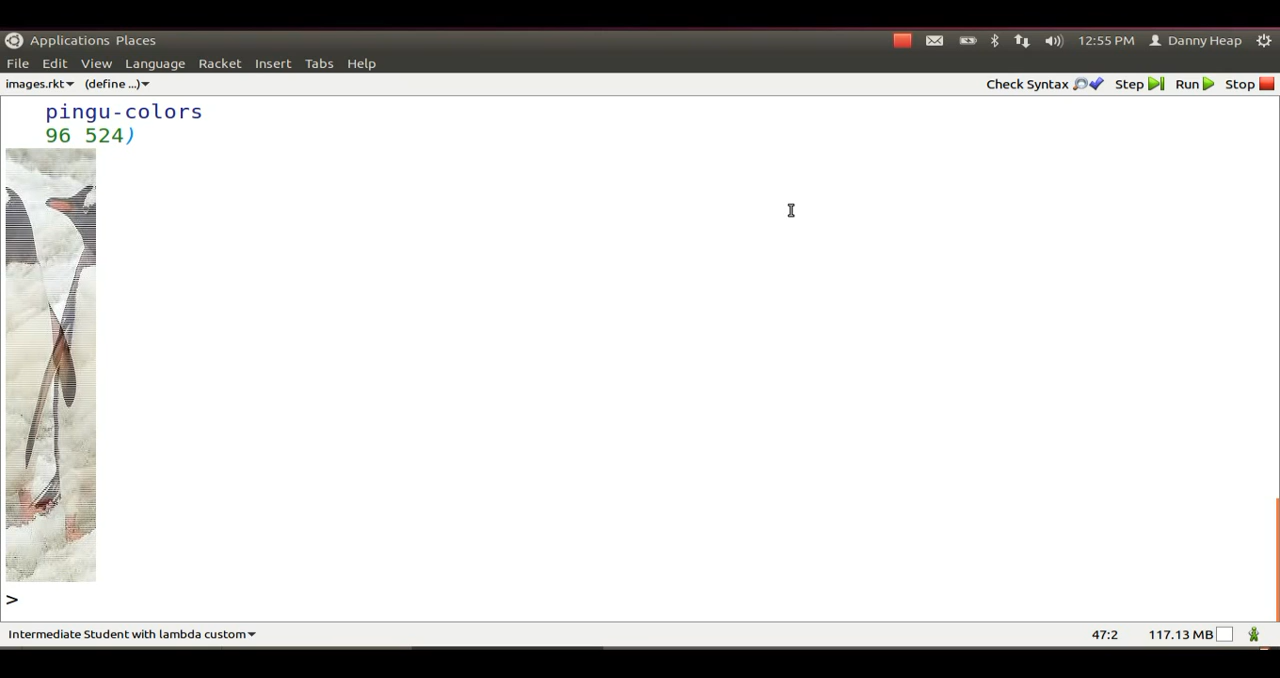 Applications Places
12:55 PM Danny Heap
File Edit View Language Racket Insert Tabs Help
images.rkt (define ...) Check Syntax Step Run Stop
pingu-colors
96 524)
>
Intermediate Student with lambda custom 47:2 117.13 MB